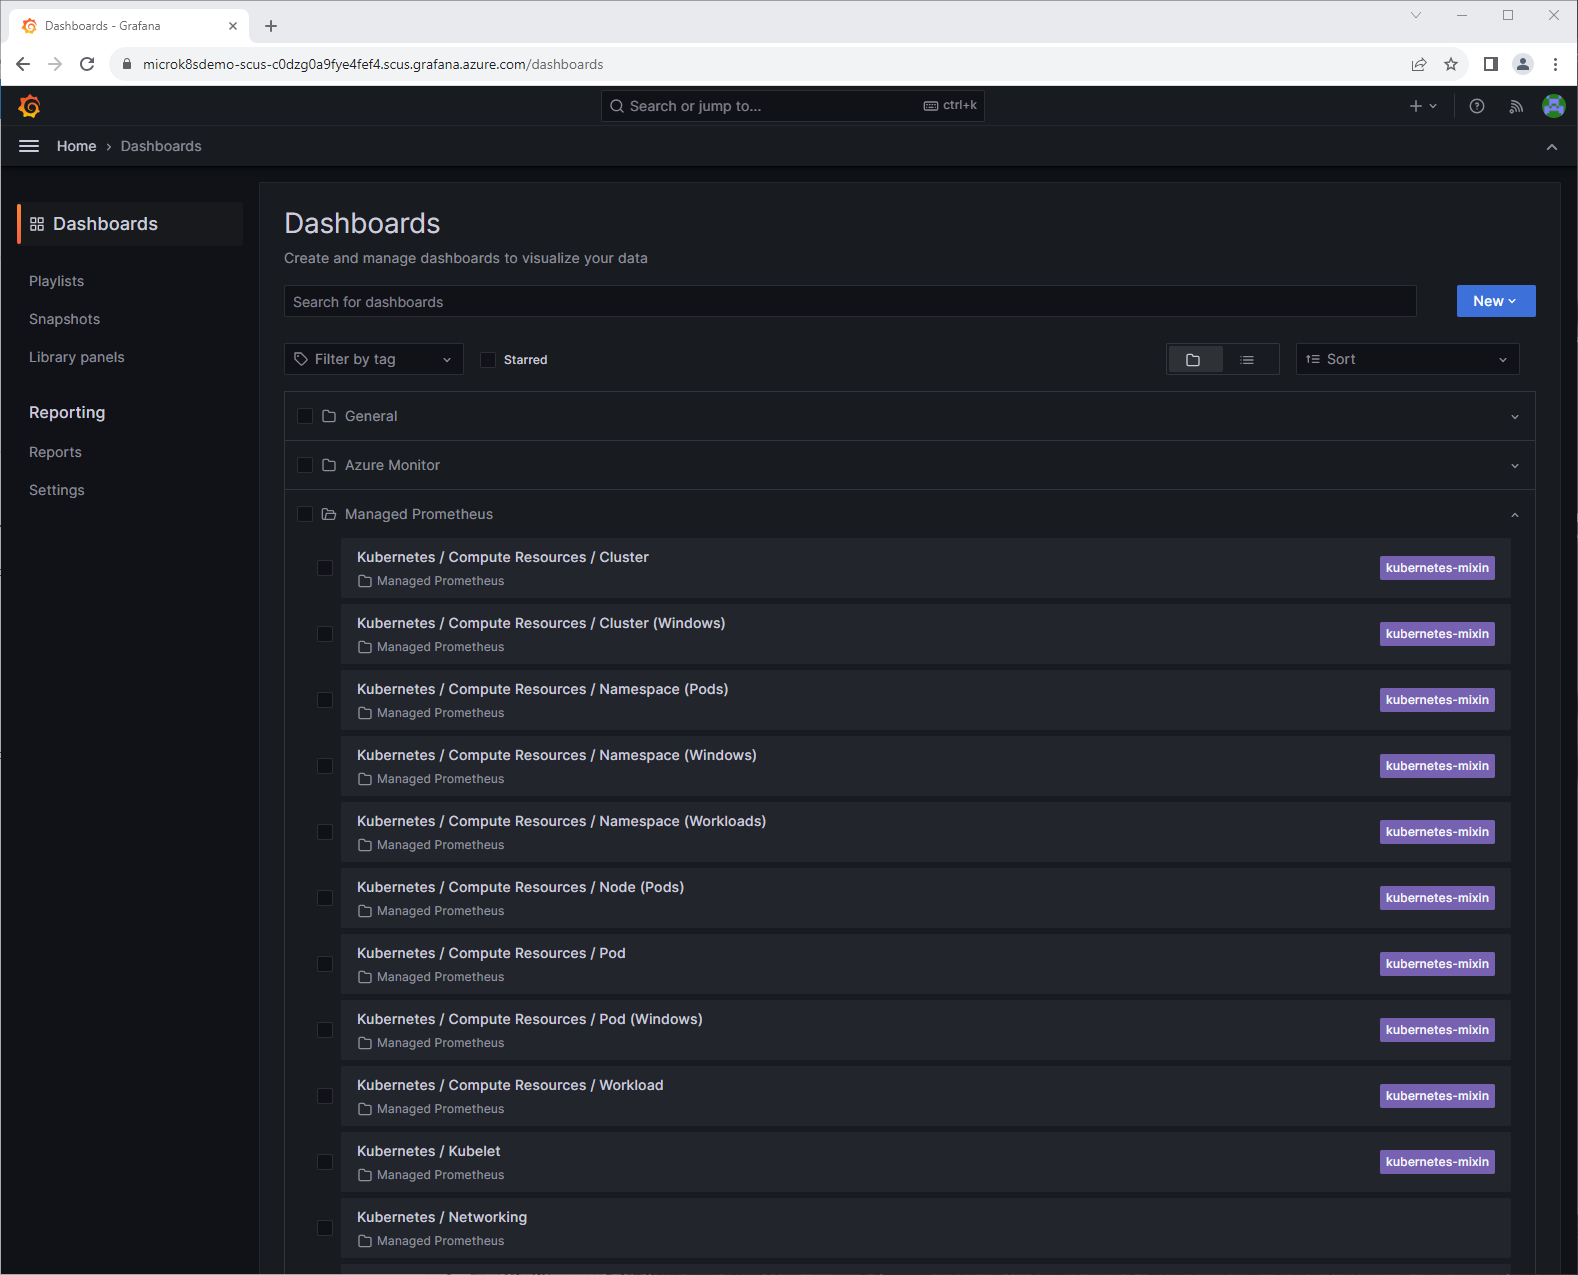 Dashboards - Grafana
microk8sdemo-scus-c0dzg0a9fye4fef4.scus.grafana.azure.com/dashboards
Search or jump to... ctrl+k
Home › Dashboards
Dashboards
Playlists
Snapshots
Library panels
Reporting
Reports
Settings
Dashboards
Create and manage dashboards to visualize your data
Search for dashboards
New
Filter by tag
Starred
Sort
General
Azure Monitor
Managed Prometheus
Kubernetes / Compute Resources / Cluster
Managed Prometheus
kubernetes-mixin
Kubernetes / Compute Resources / Cluster (Windows)
Managed Prometheus
kubernetes-mixin
Kubernetes / Compute Resources / Namespace (Pods)
Managed Prometheus
kubernetes-mixin
Kubernetes / Compute Resources / Namespace (Windows)
Managed Prometheus
kubernetes-mixin
Kubernetes / Compute Resources / Namespace (Workloads)
Managed Prometheus
kubernetes-mixin
Kubernetes / Compute Resources / Node (Pods)
Managed Prometheus
kubernetes-mixin
Kubernetes / Compute Resources / Pod
Managed Prometheus
kubernetes-mixin
Kubernetes / Compute Resources / Pod (Windows)
Managed Prometheus
kubernetes-mixin
Kubernetes / Compute Resources / Workload
Managed Prometheus
kubernetes-mixin
Kubernetes / Kubelet
Managed Prometheus
kubernetes-mixin
Kubernetes / Networking
Managed Prometheus